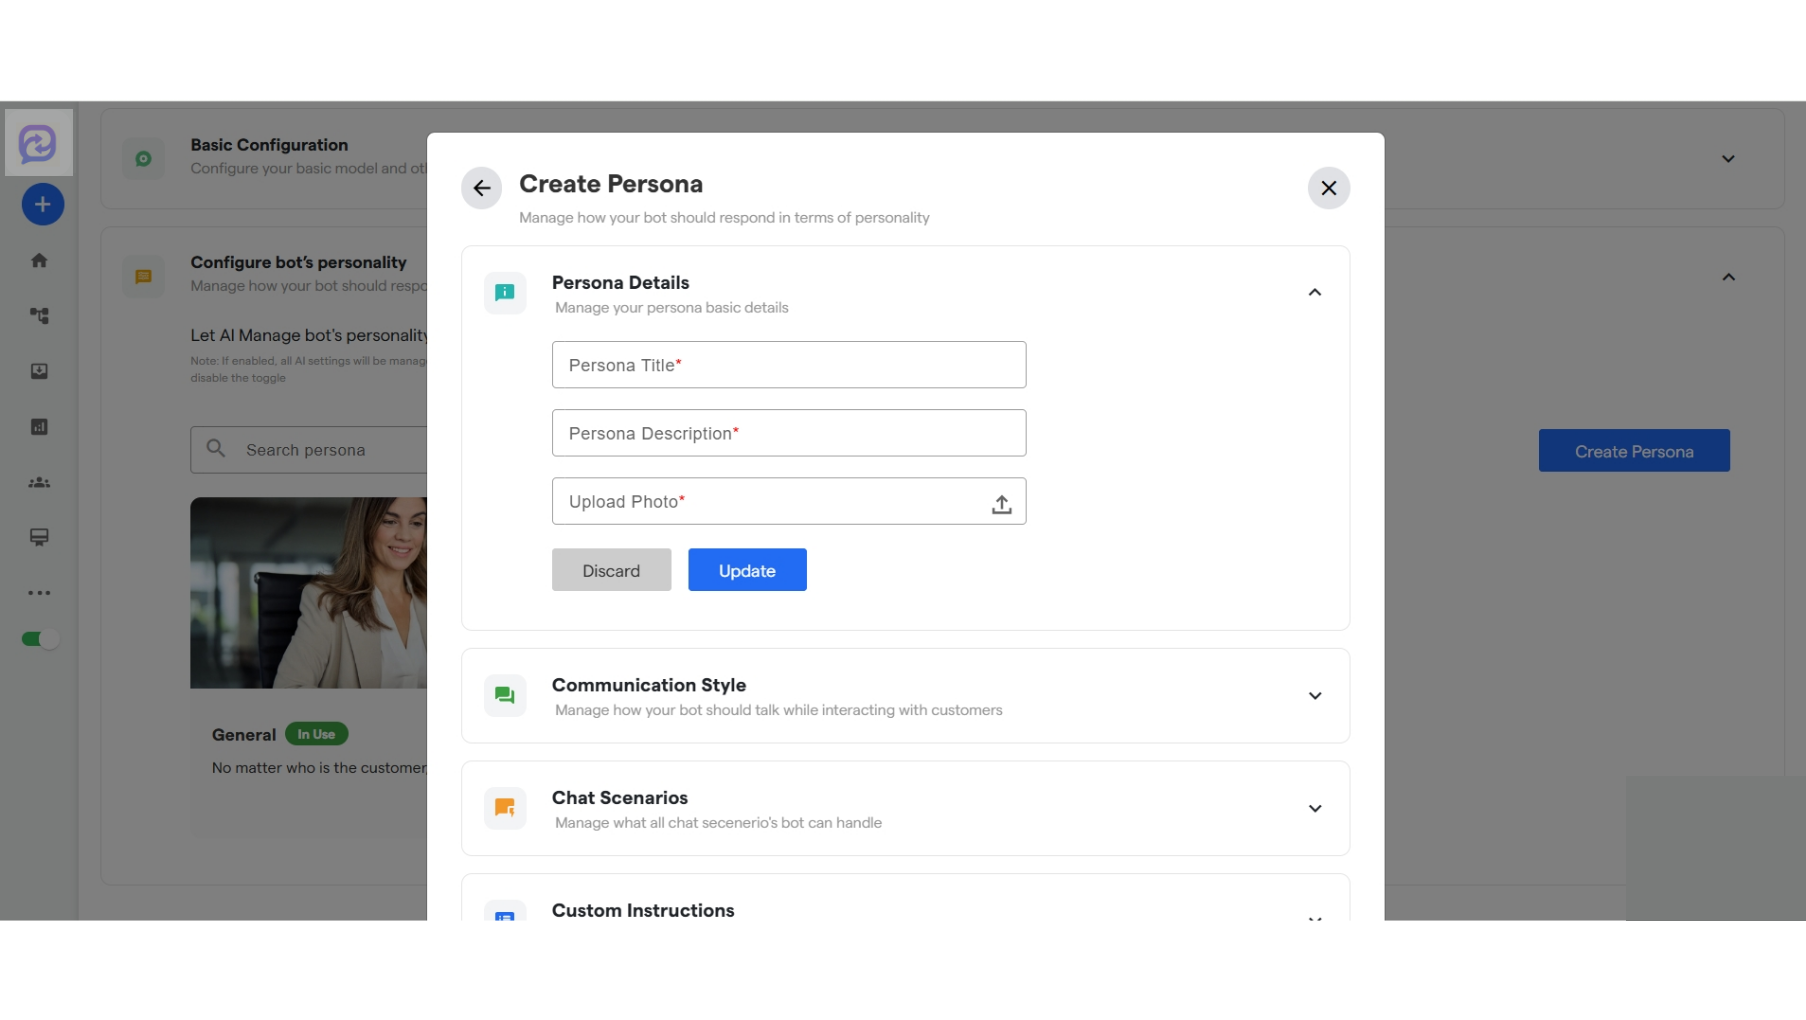 Basic Configuration
Configure your basic model and oth
Configure bot's personality
Manage how your bot should respo
Let AI Manage bot's personality
Note: If enabled, all AI settings will be manag
disable the toggle
Search persona
General In Use
No matter who is the customer,
Create Persona
Manage how your bot should respond in terms of personality
Persona Details
Manage your persona basic details
Persona Title*
Persona Description*
Upload Photo*
Discard Update
Communication Style
Manage how your bot should talk while interacting with customers
Chat Scenarios
Manage what all chat secenerio's bot can handle
Custom Instructions
Create Persona